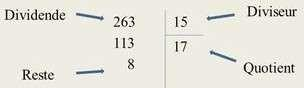 Dividende 263 15 Diviseur
113 17
Reste 8 Quotient